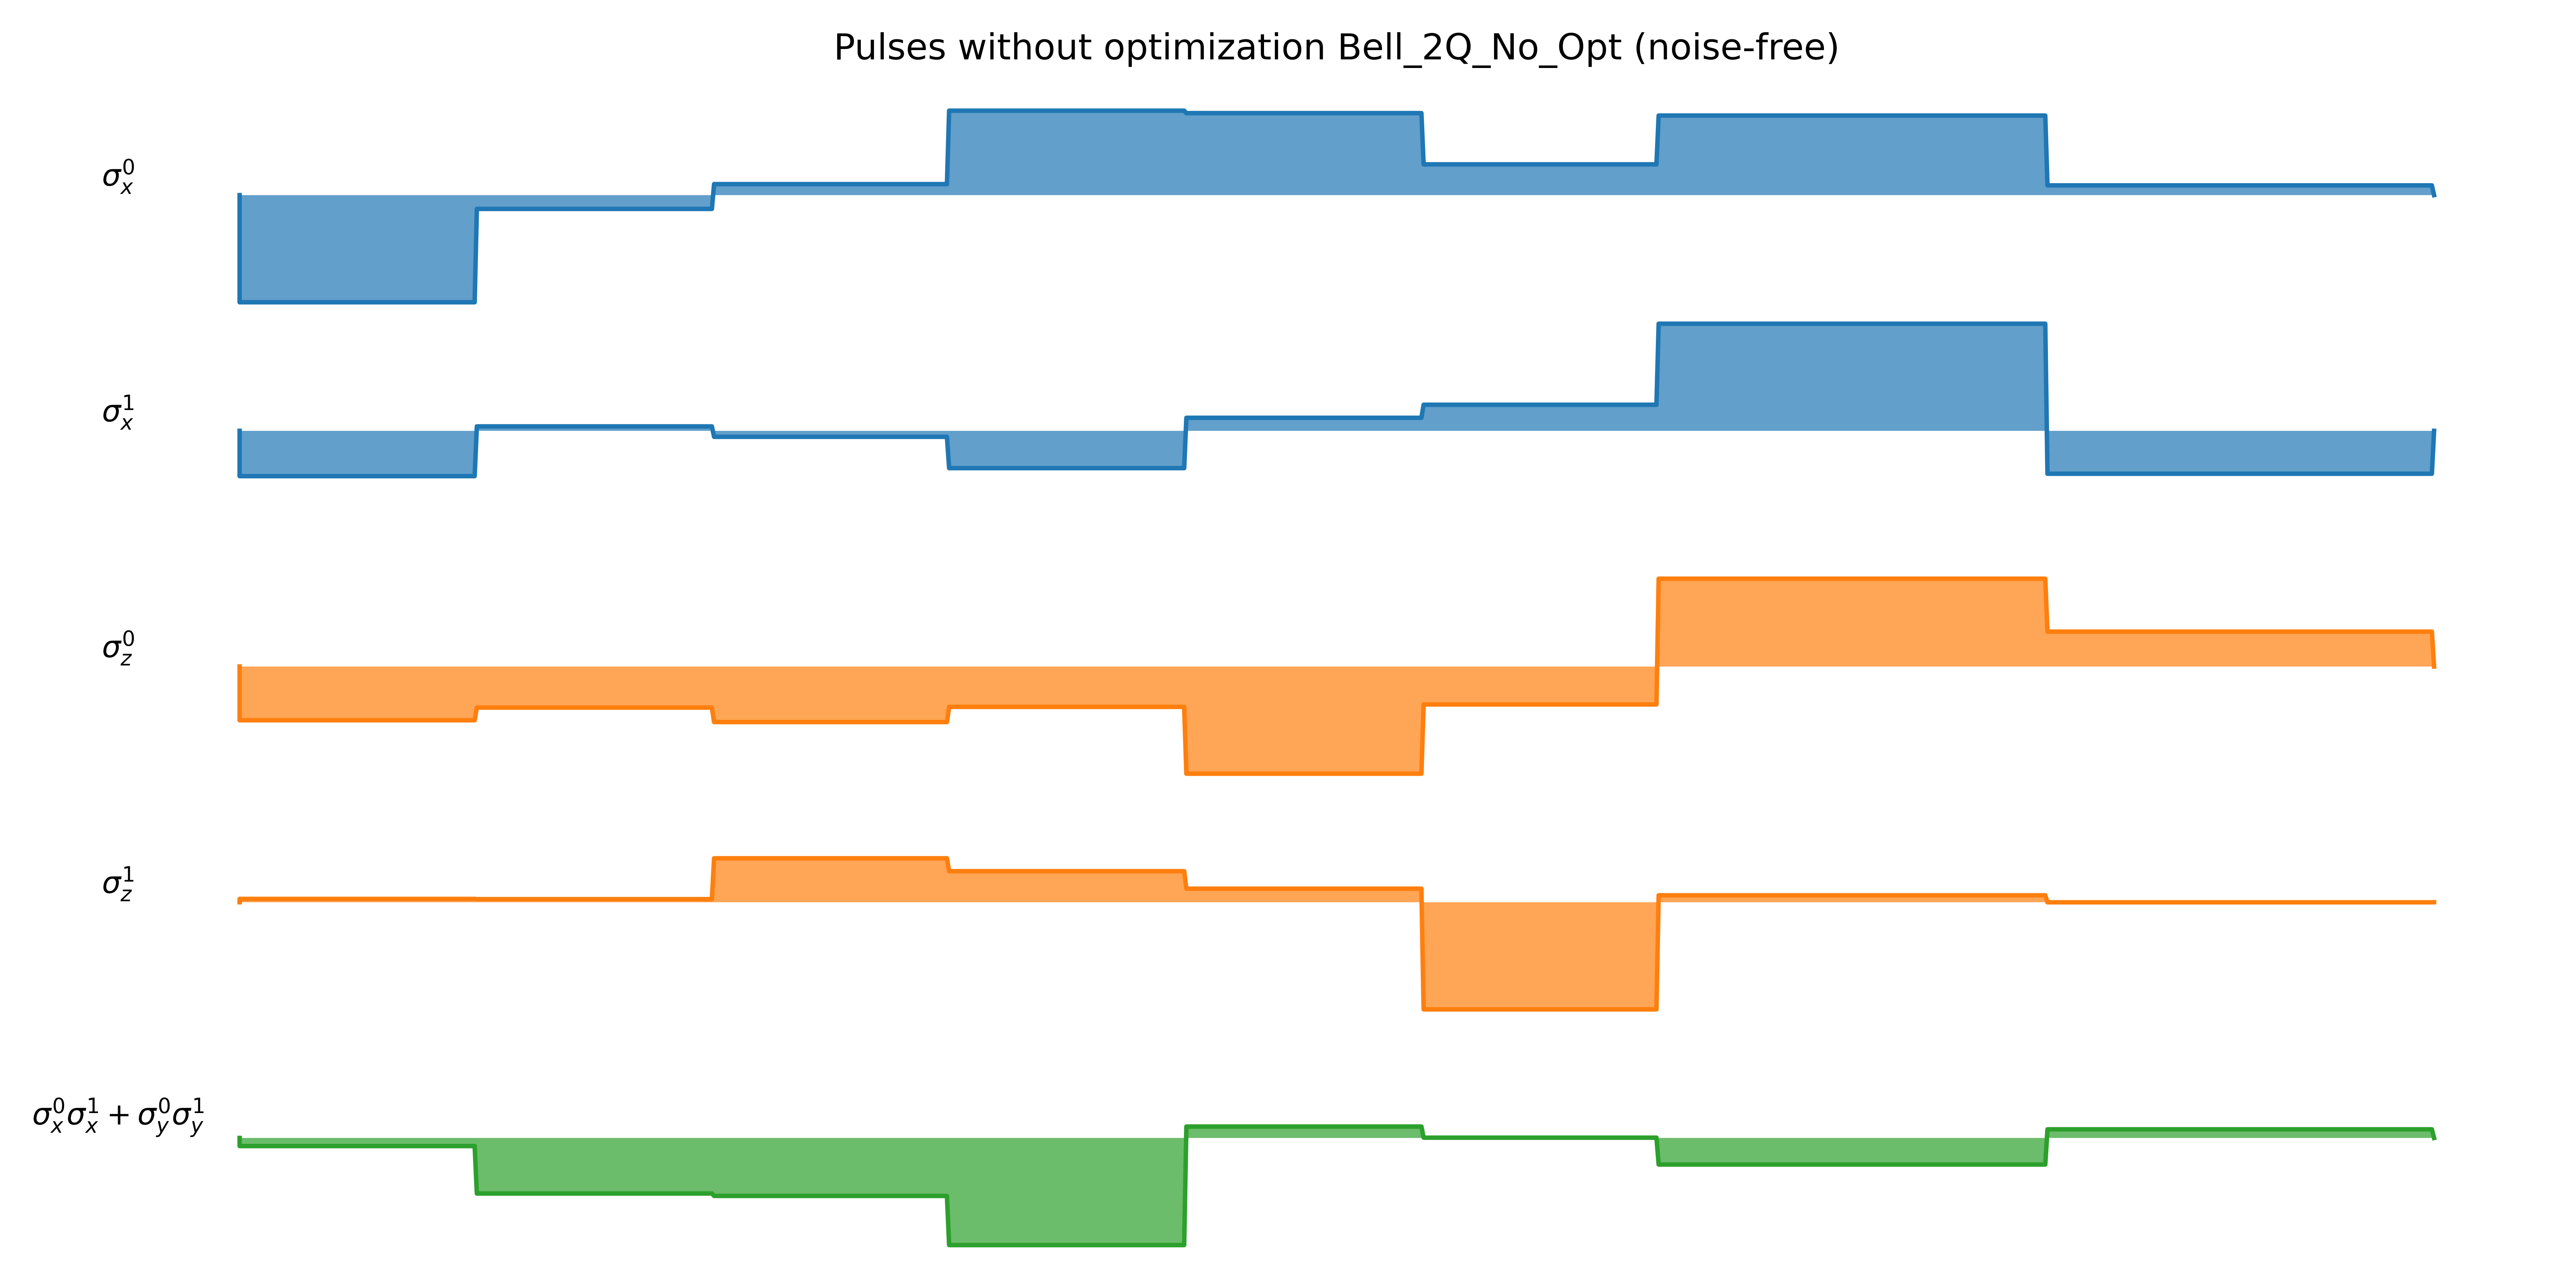 Pulses without optimization Bell_2Q_No_Opt (noise-free)
σ_x^0
σ_x^1
σ_z^0
σ_z^1
σ_x^0σ_x^1 + σ_y^0σ_y^1